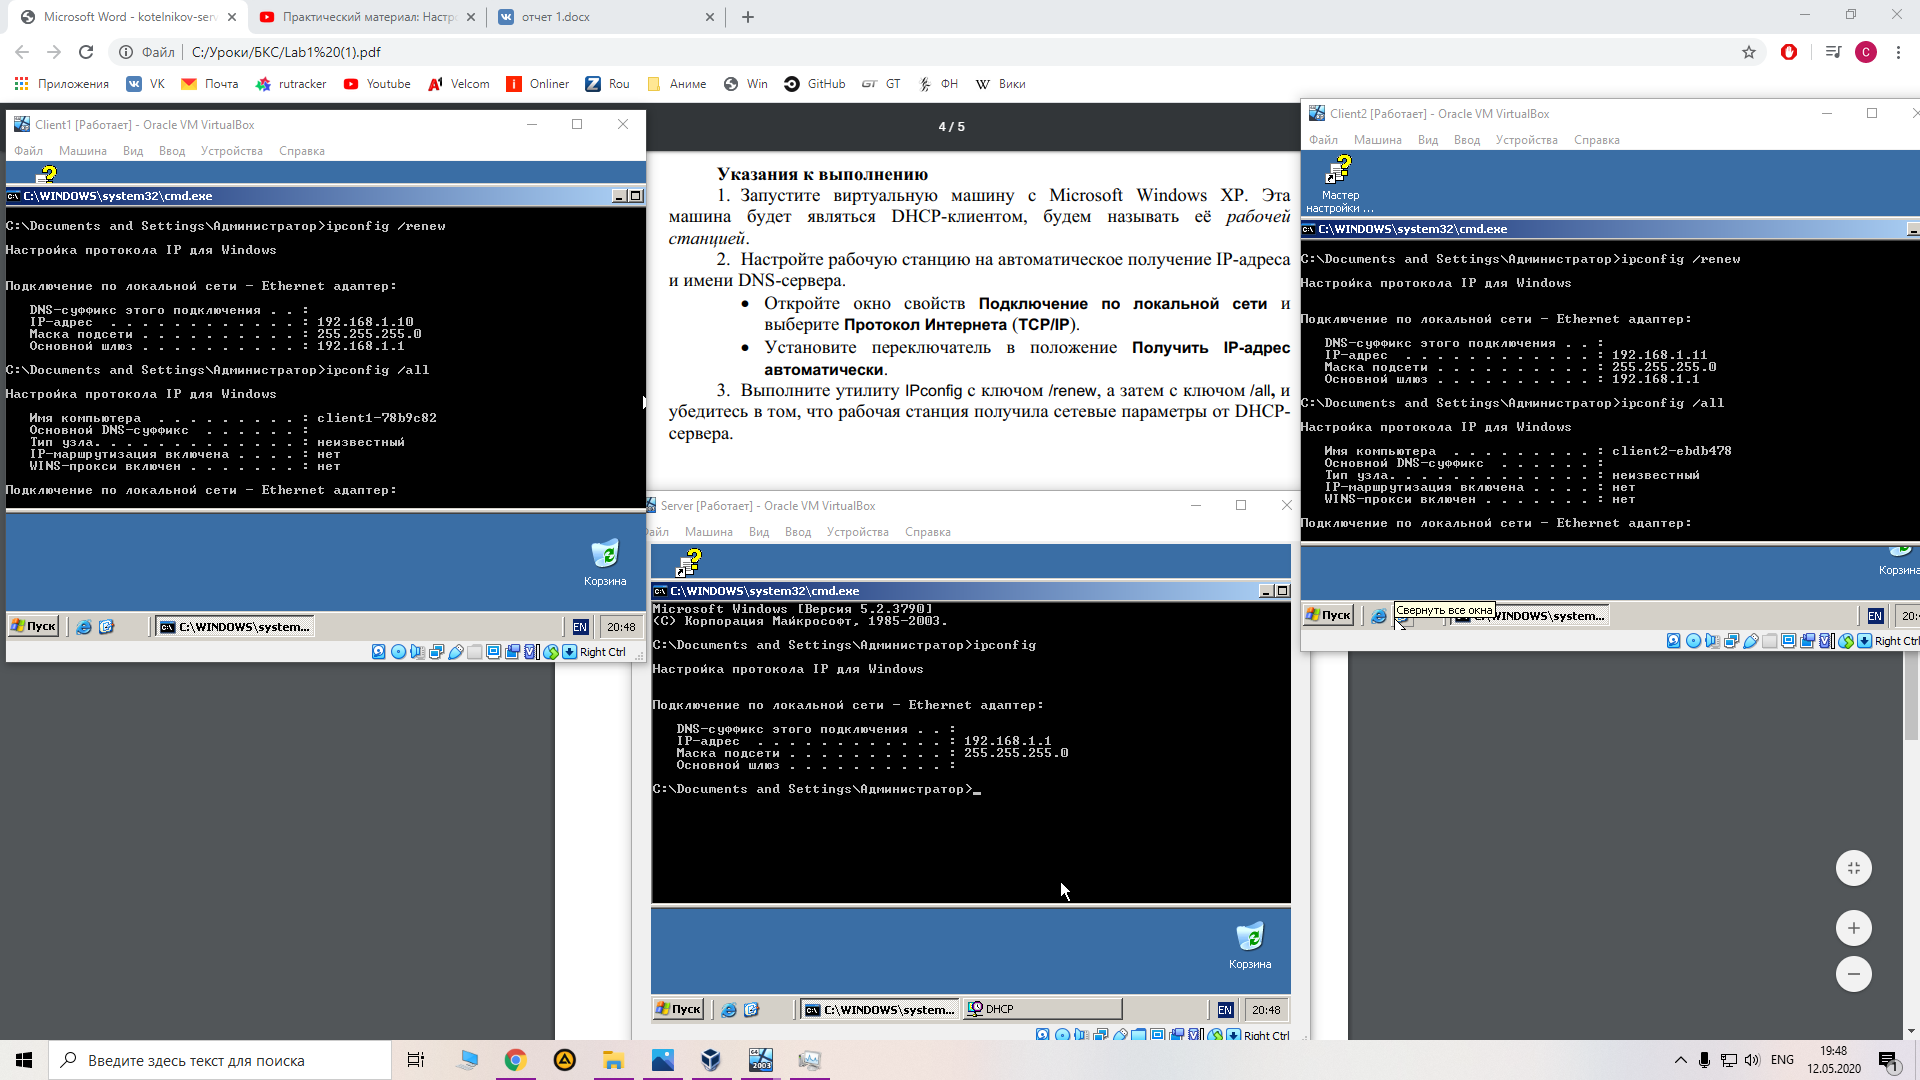 Microsoft Word - kotelnikov-serv
Практический материал: Настро
отчет 1.docx
Файл
C:/Уроки/БКС/Lab1%20(1).pdf
C
Приложения
VK
Почта
rutracker
Youtube
Velcom
Onliner
Rou
Аниме
Win
GitHub
GT
ФН
Вики
4 / 5
Client1 [Работает] - Oracle VM VirtualBox
Файл Машина Вид Ввод Устройства Справка
C:\WINDOWS\system32\cmd.exe
C:\Documents and Settings\Администратор>ipconfig /renew
Настройка протокола IP для Windows
Подключение по локальной сети - Ethernet адаптер:
DNS-суффикс этого подключения . . :
IP-адрес . . . . . . . . . . . . : 192.168.1.10
Маска подсети . . . . . . . . . . : 255.255.255.0
Основной шлюз . . . . . . . . . . : 192.168.1.1
C:\Documents and Settings\Администратор>ipconfig /all
Настройка протокола IP для Windows
Имя компьютера . . . . . . . . . : client1-78b9c82
Основной DNS-суффикс . . . . . . :
Тип узла. . . . . . . . . . . . . : неизвестный
IP-маршрутизация включена . . . . : нет
WINS-прокси включен . . . . . . . : нет
Подключение по локальной сети - Ethernet адаптер:
Корзина
Пуск
C:\WINDOWS\system...
EN
20:48
Right Ctrl
Указания к выполнению
1. Запустите виртуальную машину с Microsoft Windows XP. Эта
машина будет являться DHCP-клиентом, будем называть её рабочей
станцией.
2. Настройте рабочую станцию на автоматическое получение IP-адреса
и имени DNS-сервера.
• Откройте окно свойств Подключение по локальной сети и
выберите Протокол Интернета (TCP/IP).
• Установите переключатель в положение Получить IP-адрес
автоматически.
3. Выполните утилиту IPconfig с ключом /renew, а затем с ключом /all, и
убедитесь в том, что рабочая станция получила сетевые параметры от DHCP-
сервера.
Server [Работает] - Oracle VM VirtualBox
айл Машина Вид Ввод Устройства Справка
C:\WINDOWS\system32\cmd.exe
Microsoft Windows [Версия 5.2.3790]
(C) Корпорация Майкрософт, 1985-2003.
C:\Documents and Settings\Администратор>ipconfig
Настройка протокола IP для Windows
Подключение по локальной сети - Ethernet адаптер:
DNS-суффикс этого подключения . . :
IP-адрес . . . . . . . . . . . . : 192.168.1.1
Маска подсети . . . . . . . . . . : 255.255.255.0
Основной шлюз . . . . . . . . . . :
C:\Documents and Settings\Администратор>_
Корзина
Пуск
C:\WINDOWS\system...
DHCP
EN
20:48
Right Ctrl
Client2 [Работает] - Oracle VM VirtualBox
Файл Машина Вид Ввод Устройства Справка
Мастер
настройки ...
C:\WINDOWS\system32\cmd.exe
C:\Documents and Settings\Администратор>ipconfig /renew
Настройка протокола IP для Windows
Подключение по локальной сети - Ethernet адаптер:
DNS-суффикс этого подключения . . :
IP-адрес . . . . . . . . . . . . : 192.168.1.11
Маска подсети . . . . . . . . . . : 255.255.255.0
Основной шлюз . . . . . . . . . . : 192.168.1.1
C:\Documents and Settings\Администратор>ipconfig /all
Настройка протокола IP для Windows
Имя компьютера . . . . . . . . . : client2-ebdb478
Основной DNS-суффикс . . . . . . :
Тип узла. . . . . . . . . . . . . : неизвестный
IP-маршрутизация включена . . . . : нет
WINS-прокси включен . . . . . . . : нет
Подключение по локальной сети - Ethernet адаптер:
Корзина
Свернуть все окна
Пуск
C:\WINDOWS\system...
EN
20:
Right Ctrl
Введите здесь текст для поиска
2003
ENG
19:48
12.05.2020
1